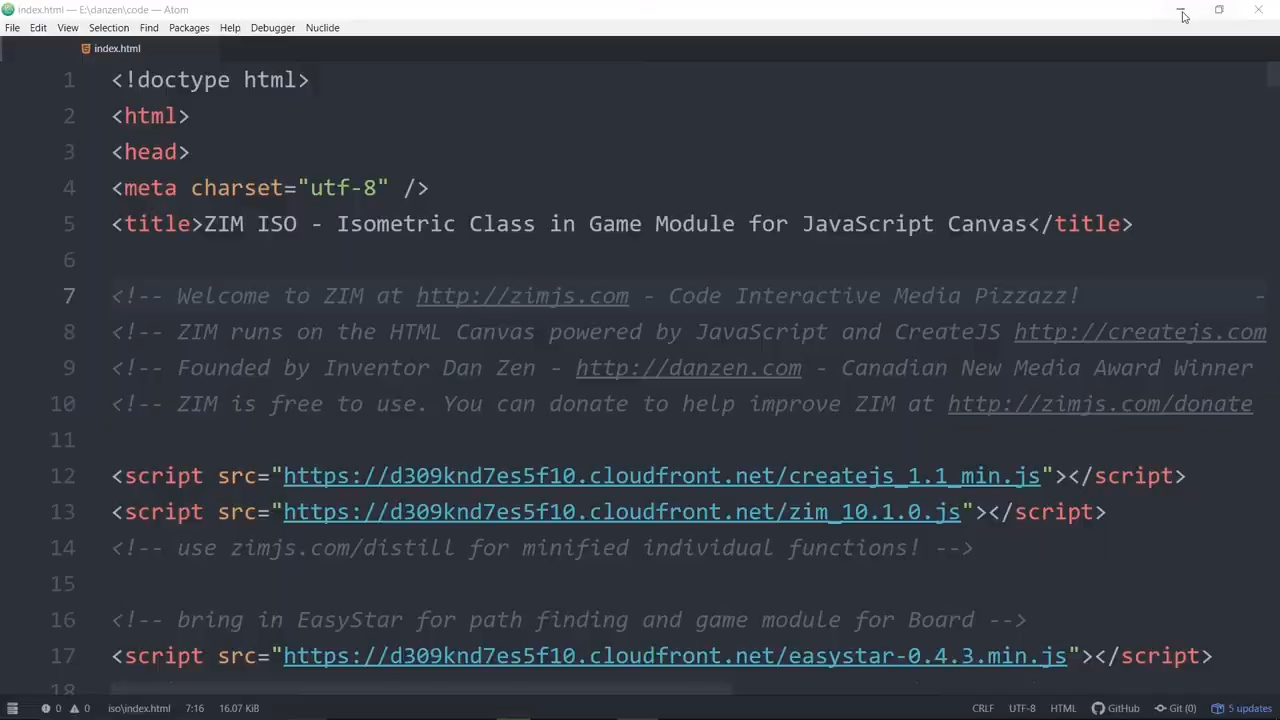 index.html — E:\danzen\code — Atom
File Edit View Selection Find Packages Help Debugger Nuclide
index.html
1 <!doctype html>
2 <html>
3 <head>
4 <meta charset="utf-8" />
5 <title>ZIM ISO - Isometric Class in Game Module for JavaScript Canvas</title>
6
7 <!-- Welcome to ZIM at http://zimjs.com - Code Interactive Media Pizzazz! -
8 <!-- ZIM runs on the HTML Canvas powered by JavaScript and CreateJS http://createjs.com
9 <!-- Founded by Inventor Dan Zen - http://danzen.com - Canadian New Media Award Winner
10 <!-- ZIM is free to use. You can donate to help improve ZIM at http://zimjs.com/donate
11
12 <script src="https://d309knd7es5f10.cloudfront.net/createjs_1.1_min.js"></script>
13 <script src="https://d309knd7es5f10.cloudfront.net/zim_10.1.0.js"></script>
14 <!-- use zimjs.com/distill for minified individual functions! -->
15
16 <!-- bring in EasyStar for path finding and game module for Board -->
17 <script src="https://d309knd7es5f10.cloudfront.net/easystar-0.4.3.min.js"></script>
18
0 0 iso\index.html 7:16 16.07 KiB CRLF UTF-8 HTML GitHub Git (0) 5 updates